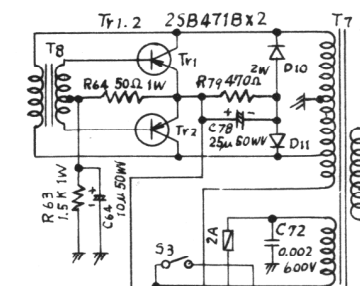 Tr1.2 2SB471B×2
T7
T8
Tr1
R64 50Ω 1W
R79 470Ω
2W
D10
Tr2
C78
25µ 50WV
D11
R63
1.5K 1W
C64
10µ 50WV
+
−
+ −
S3
2A
C72
0.002
600V